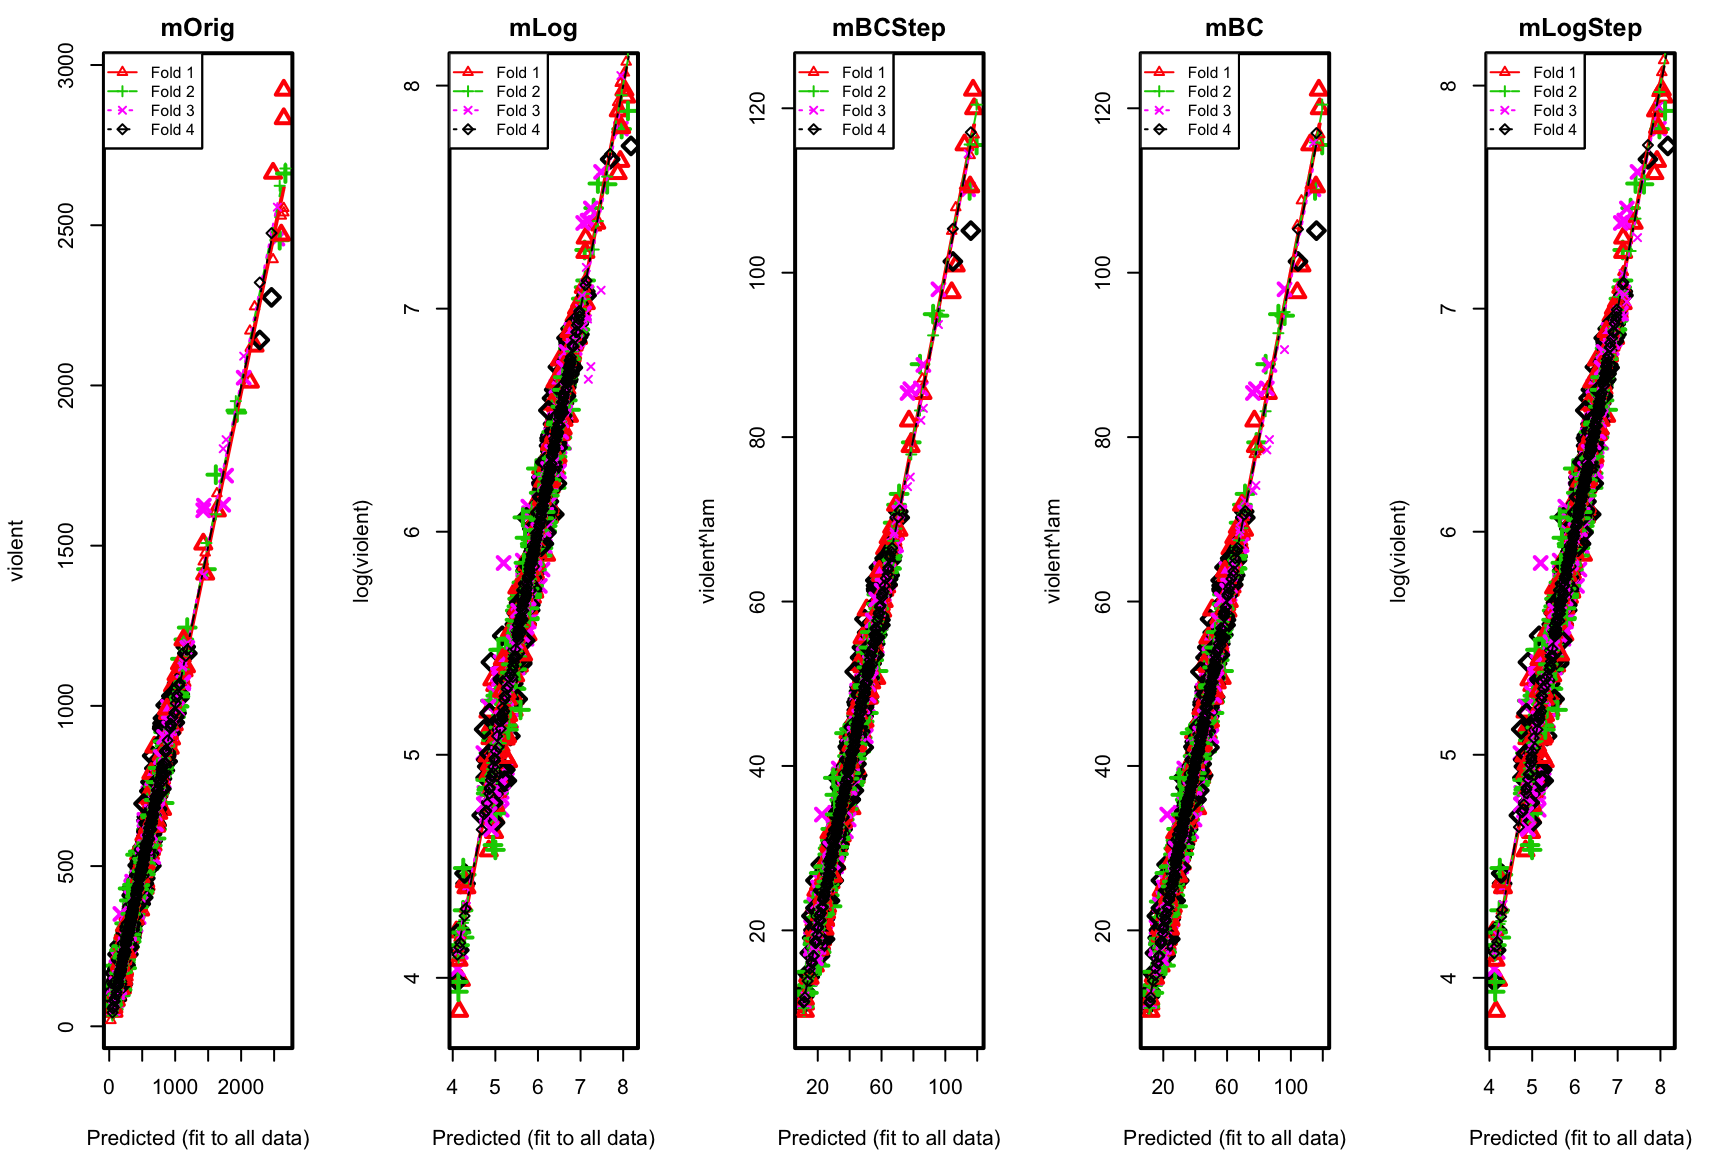 mOrig
Fold 1
Fold 2
Fold 3
Fold 4
violent
0
500
1000
1500
2000
2500
3000
0 1000 2000
Predicted (fit to all data)
mLog
Fold 1
Fold 2
Fold 3
Fold 4
log(violent)
4
5
6
7
8
4 5 6 7 8
Predicted (fit to all data)
mBCStep
Fold 1
Fold 2
Fold 3
Fold 4
violent^lam
20
40
60
80
100
120
20 60 100
Predicted (fit to all data)
mBC
Fold 1
Fold 2
Fold 3
Fold 4
violent^lam
20
40
60
80
100
120
20 60 100
Predicted (fit to all data)
mLogStep
Fold 1
Fold 2
Fold 3
Fold 4
log(violent)
4
5
6
7
8
4 5 6 7 8
Predicted (fit to all data)